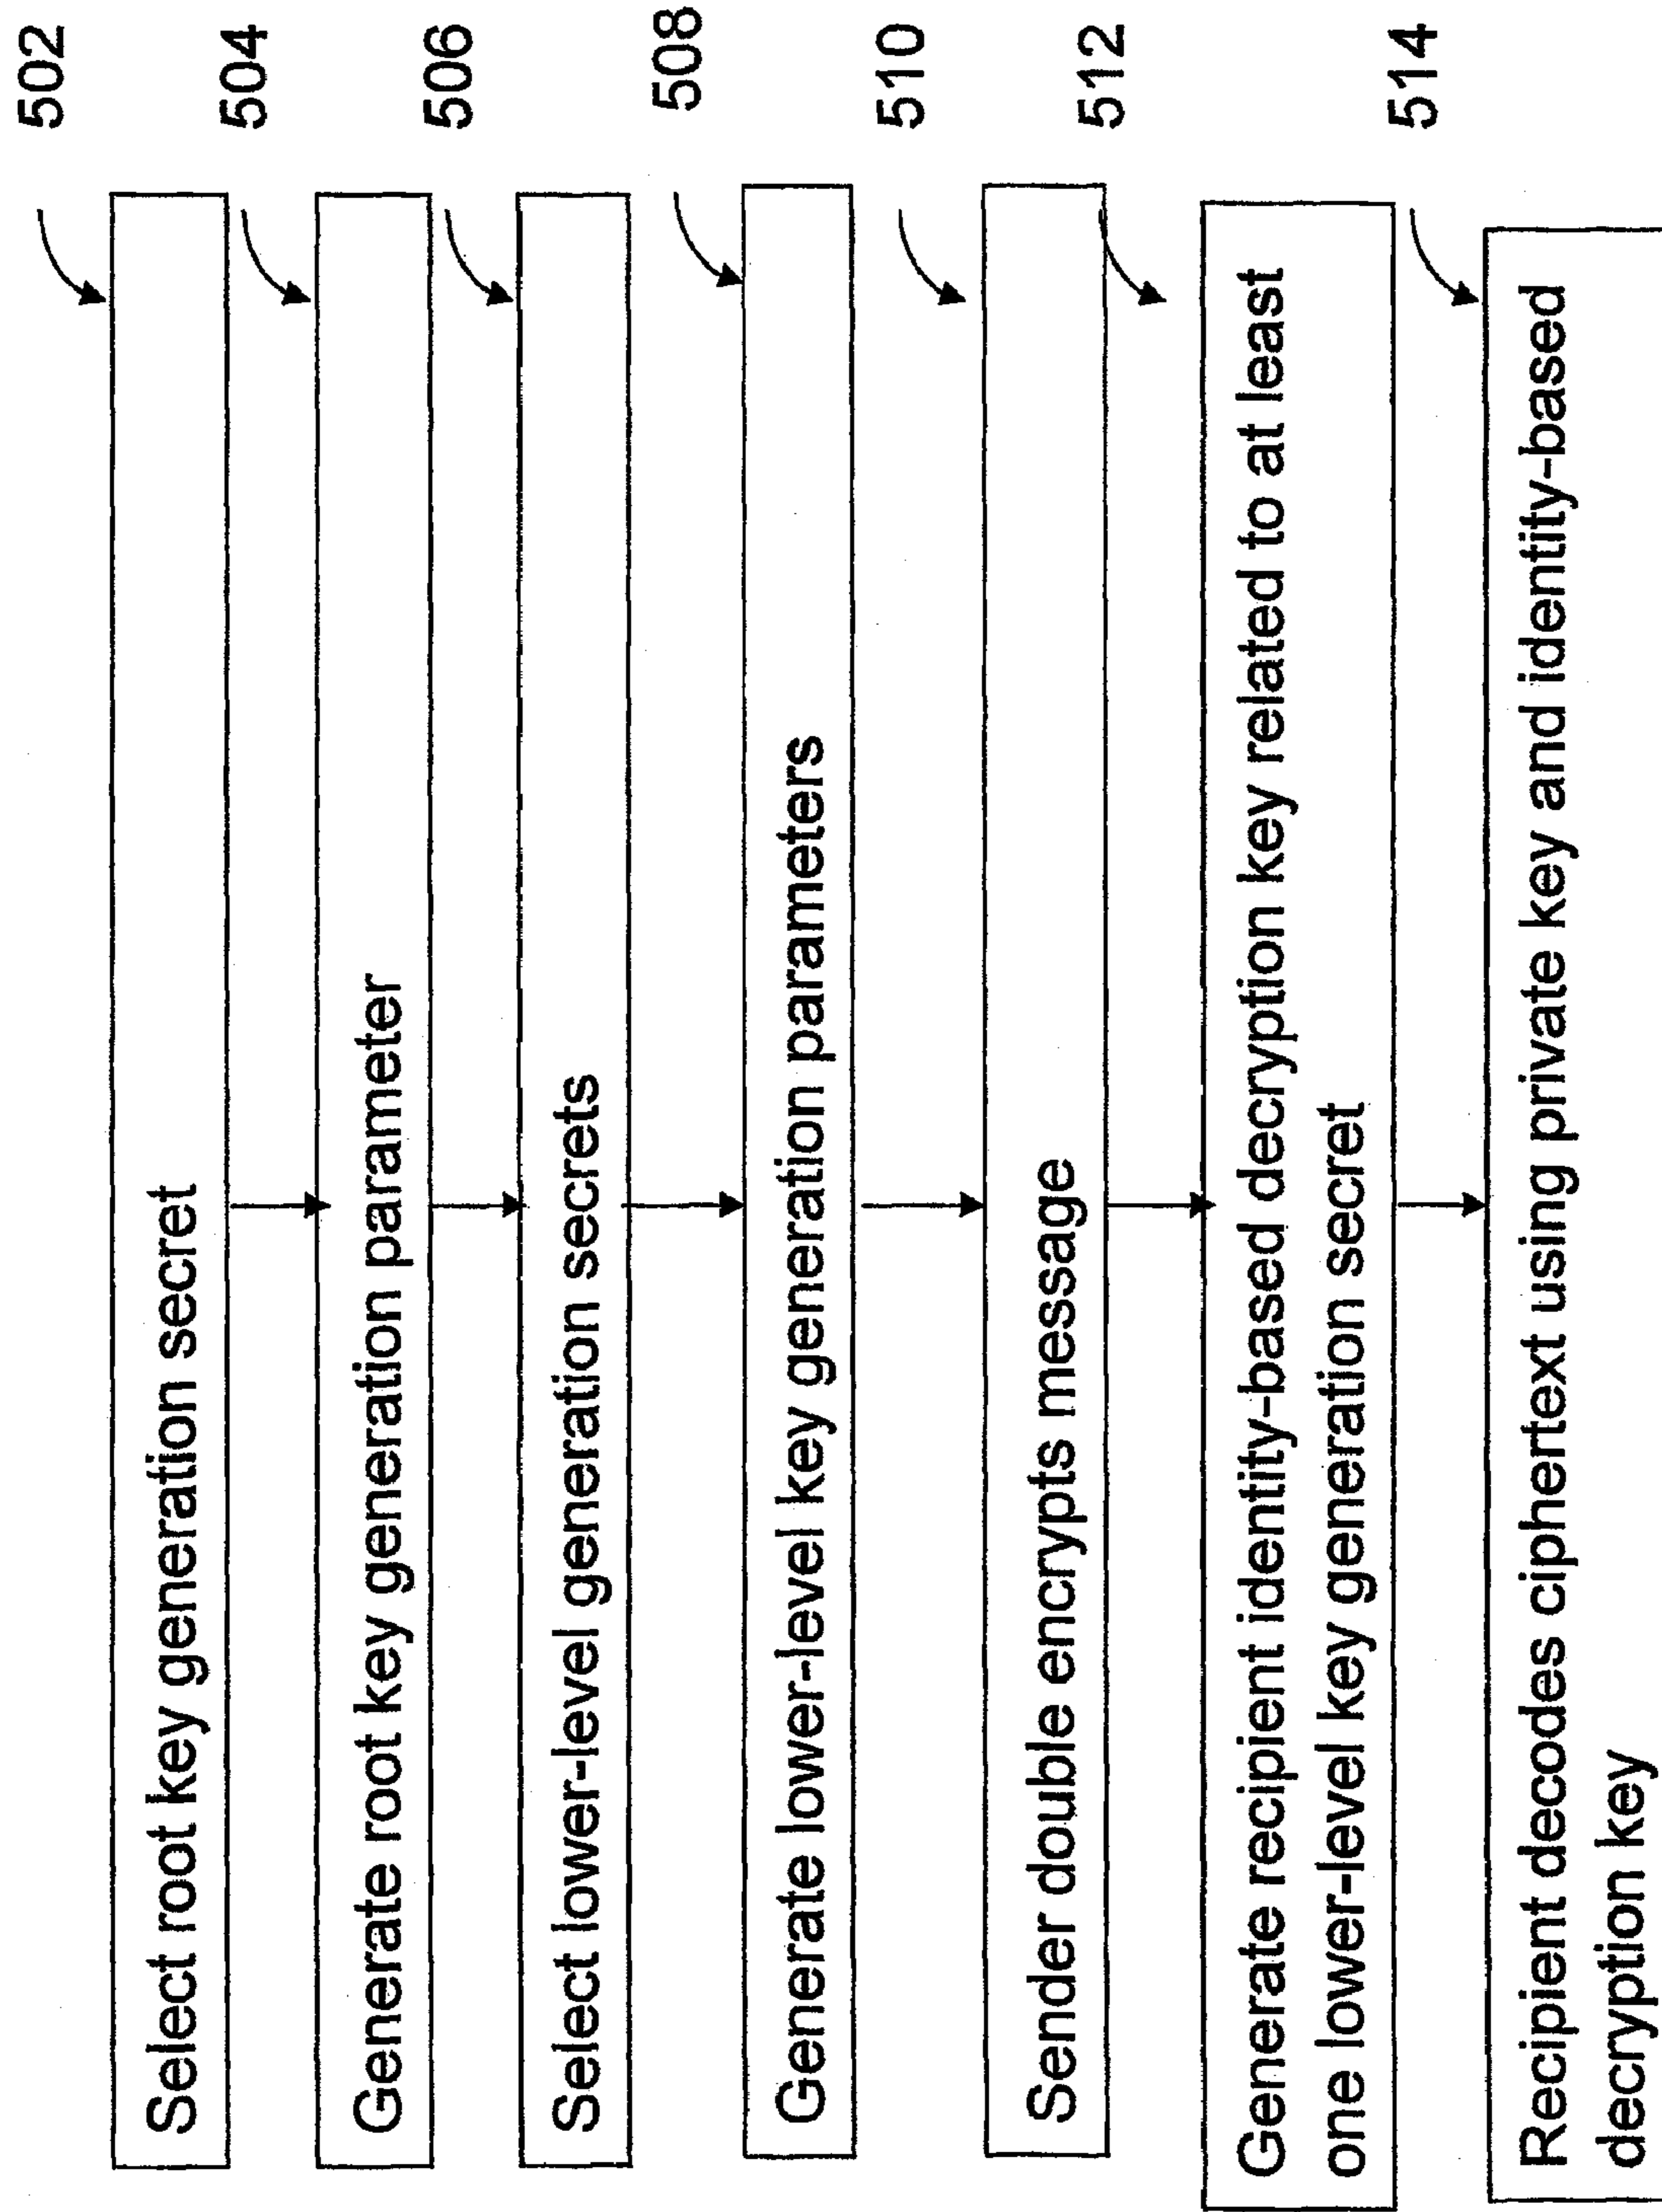 Select root key generation secret
502
Generate root key generation parameter
504
Select lower-level generation secrets
506
Generate lower-level key generation parameters
508
Sender double encrypts message
510
Generate recipient identity-based decryption key related to at least
one lower-level key generation secret
512
Recipient decodes ciphertext using private key and identity-based
decryption key
514